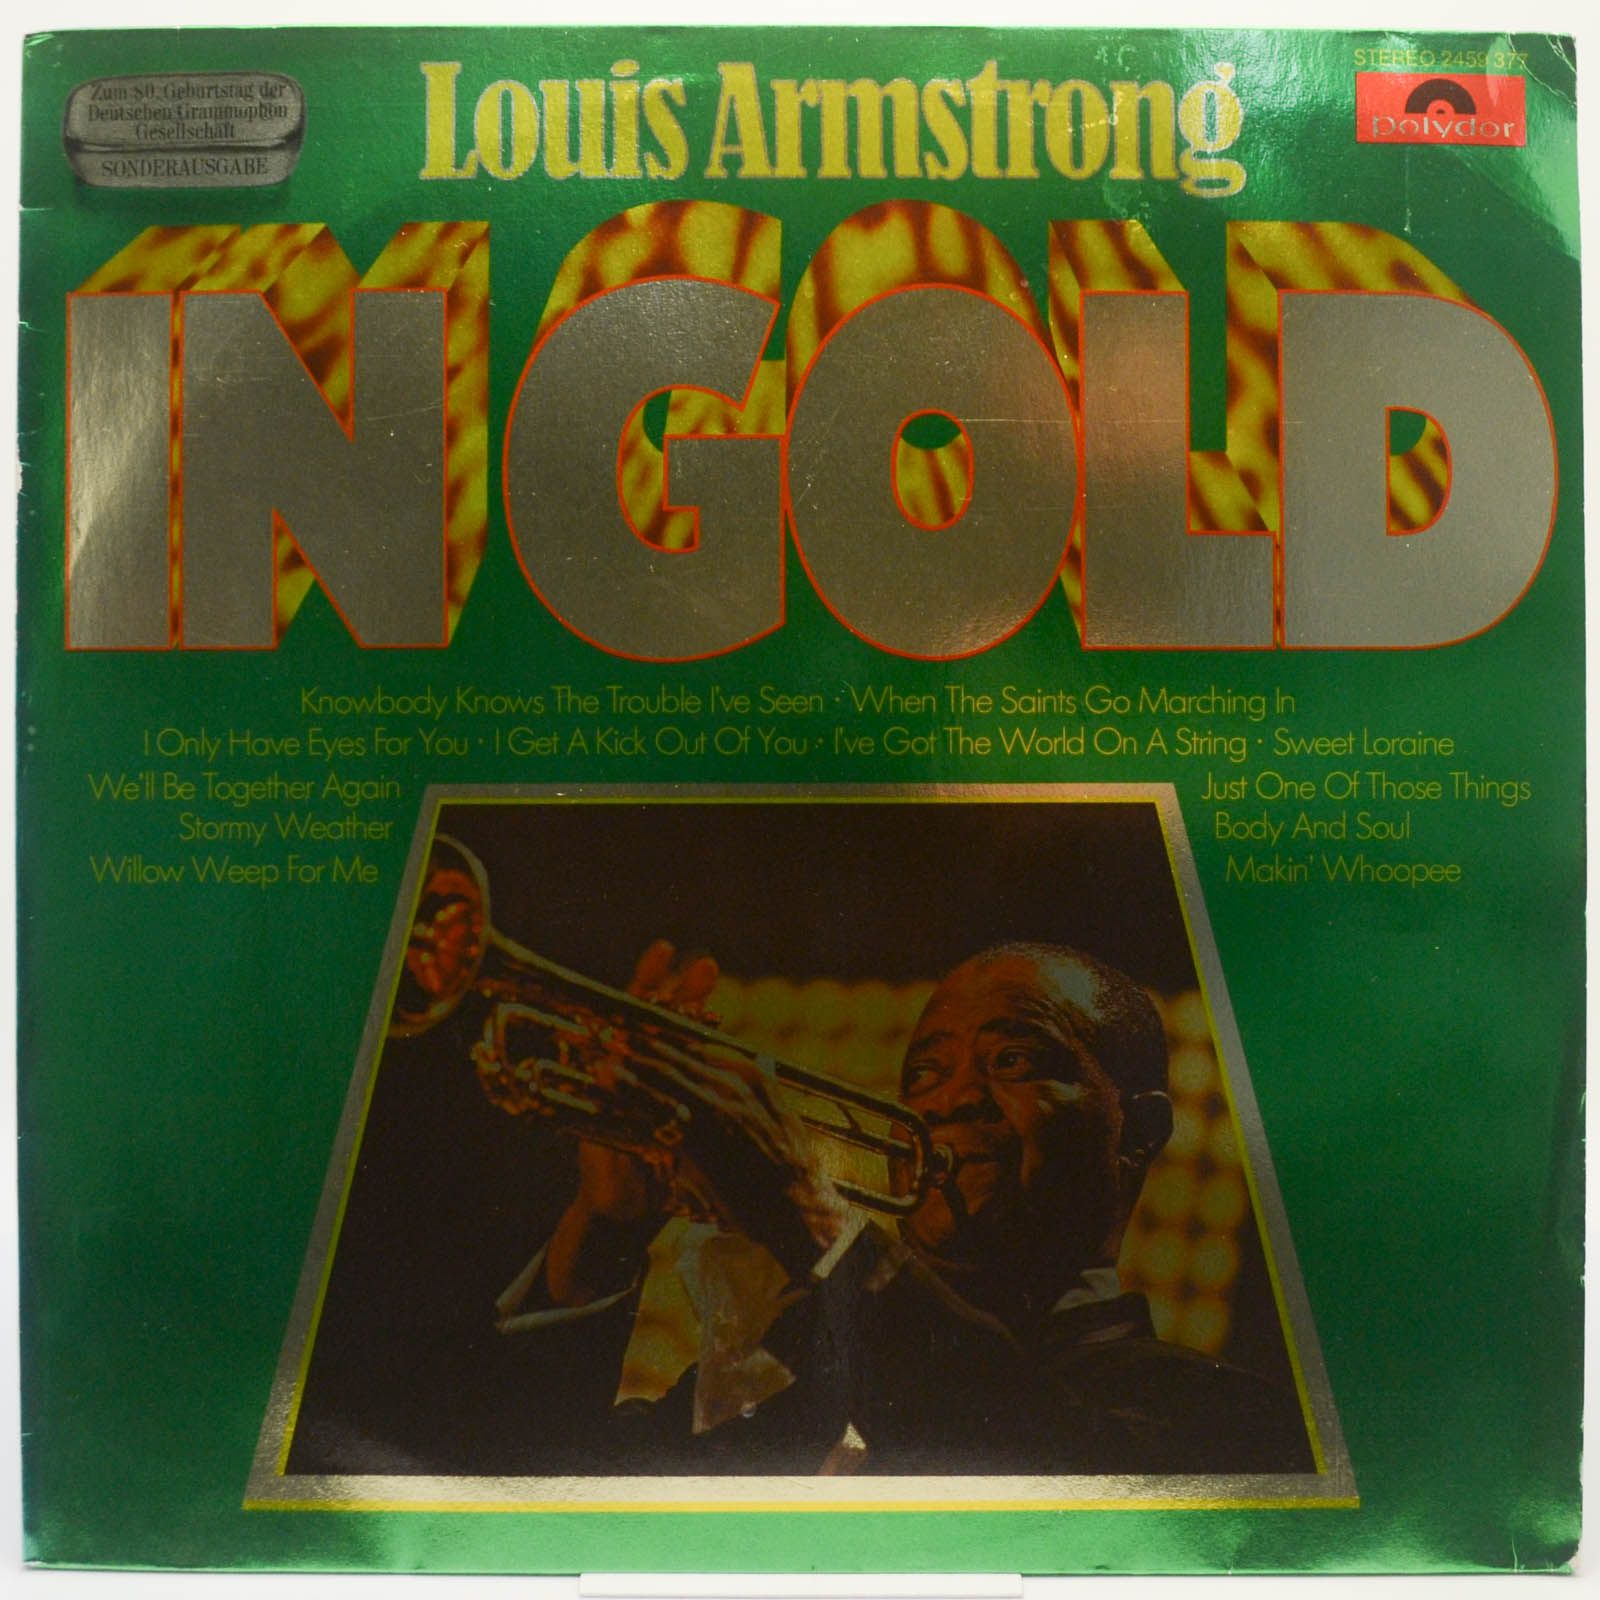 Zum 80. Geburtstag der
Deutschen Grammophon
Gesellschaft
SONDERAUSGABE
Louis Armstrong
STEREO 2459 377
polydor
IN GOLD
Knowbody Knows The Trouble I've Seen · When The Saints Go Marching In
I Only Have Eyes For You · I Get A Kick Out Of You · I've Got The World On A String · Sweet Loraine
We'll Be Together Again
Just One Of Those Things
Stormy Weather
Body And Soul
Willow Weep For Me
Makin' Whoopee